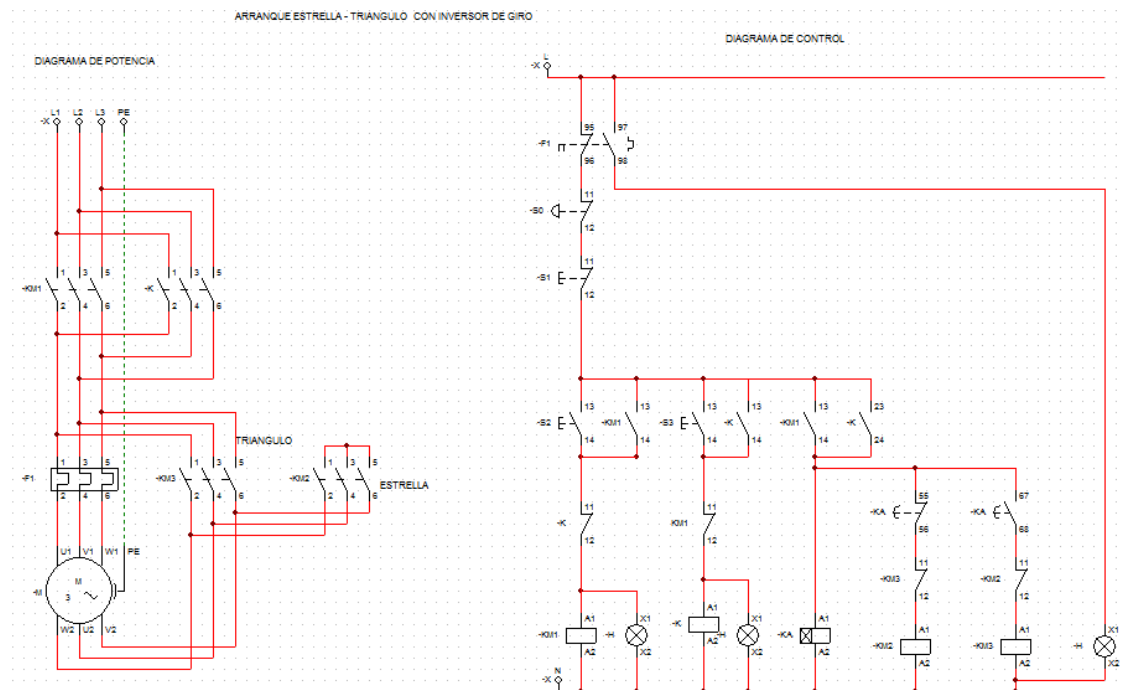 ARRANQUE ESTRELLA - TRIANGULO CON INVERSOR DE GIRO
DIAGRAMA DE CONTROL
DIAGRAMA DE POTENCIA
-X L
-X L1 L2 L3 PE
95 97
-F1
96 98
11
-S0
12
11
-S1
12
1 3 5 1 3 5
-KM1 -K
2 4 6 2 4 6
13 13 13 13 13 23
-S2 -KM1 -S3 -K -KM1 -K
14 14 14 14 14 24
TRIANGULO
1 3 5 1 3 5 1 3 5
-F1 -KM3 -KM2
ESTRELLA
2 4 6 2 4 6 2 4 6
55 67
-KA -KA
56 68
11 11
-K KM1
12 12
U1 V1 W1 PE
11 11
-KM3 -KM2
12 12
M
-M
3
W2 U2 V2
A1 X1 A1 X1 A1 A1 A1 X1
-KM1 -H -K -H -KA -KM2 -KM3 -H
A2 X2 A2 X2 A2 A2 A2 X2
-X N